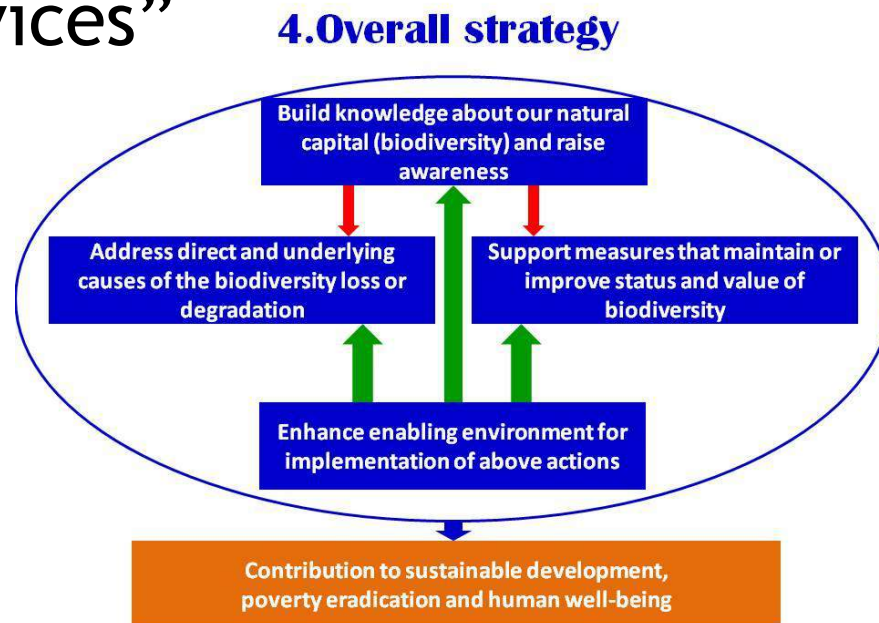 vices”
4.Overall strategy
Build knowledge about our natural
capital (biodiversity) and raise
awareness
Address direct and underlying
causes of the biodiversity loss or
degradation
Support measures that maintain or
improve status and value of
biodiversity
Enhance enabling environment for
implementation of above actions
Contribution to sustainable development,
poverty eradication and human well-being